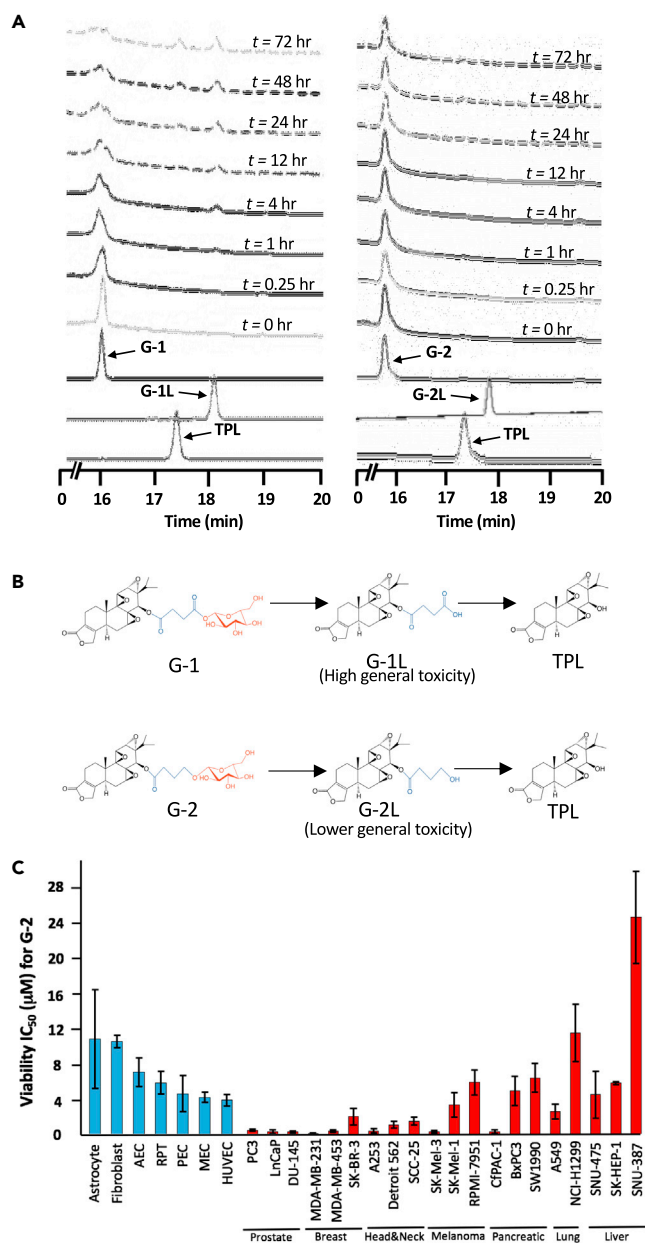 A
t = 72 hr
t = 48 hr
t = 24 hr
t = 12 hr
t = 4 hr
t = 1 hr
t = 0.25 hr
t = 0 hr
G-1
G-1L
TPL
0 16 17 18 19 20
Time (min)
t = 72 hr
t = 48 hr
t = 24 hr
t = 12 hr
t = 4 hr
t = 1 hr
t = 0.25 hr
t = 0 hr
G-2
G-2L
TPL
0 16 17 18 19 20
Time (min)
B
G-1
G-1L
(High general toxicity)
TPL
G-2
G-2L
(Lower general toxicity)
TPL
C
Viability IC50 (μM) for G-2
28
24
20
16
12
8
4
0
Astrocyte
Fibroblast
AEC
RPT
PEC
MEC
HUVEC
PC3
LnCaP
DU-145
MDA-MB-231
MDA-MB-453
SK-BR-3
A253
Detroit 562
SCC-25
SK-Mel-3
SK-Mel-1
RPMI-7951
CfPAC-1
BxPC3
SW1990
A549
NCI-H1299
SNU-475
SK-HEP-1
SNU-387
Prostate Breast Head&Neck Melanoma Pancreatic Lung Liver